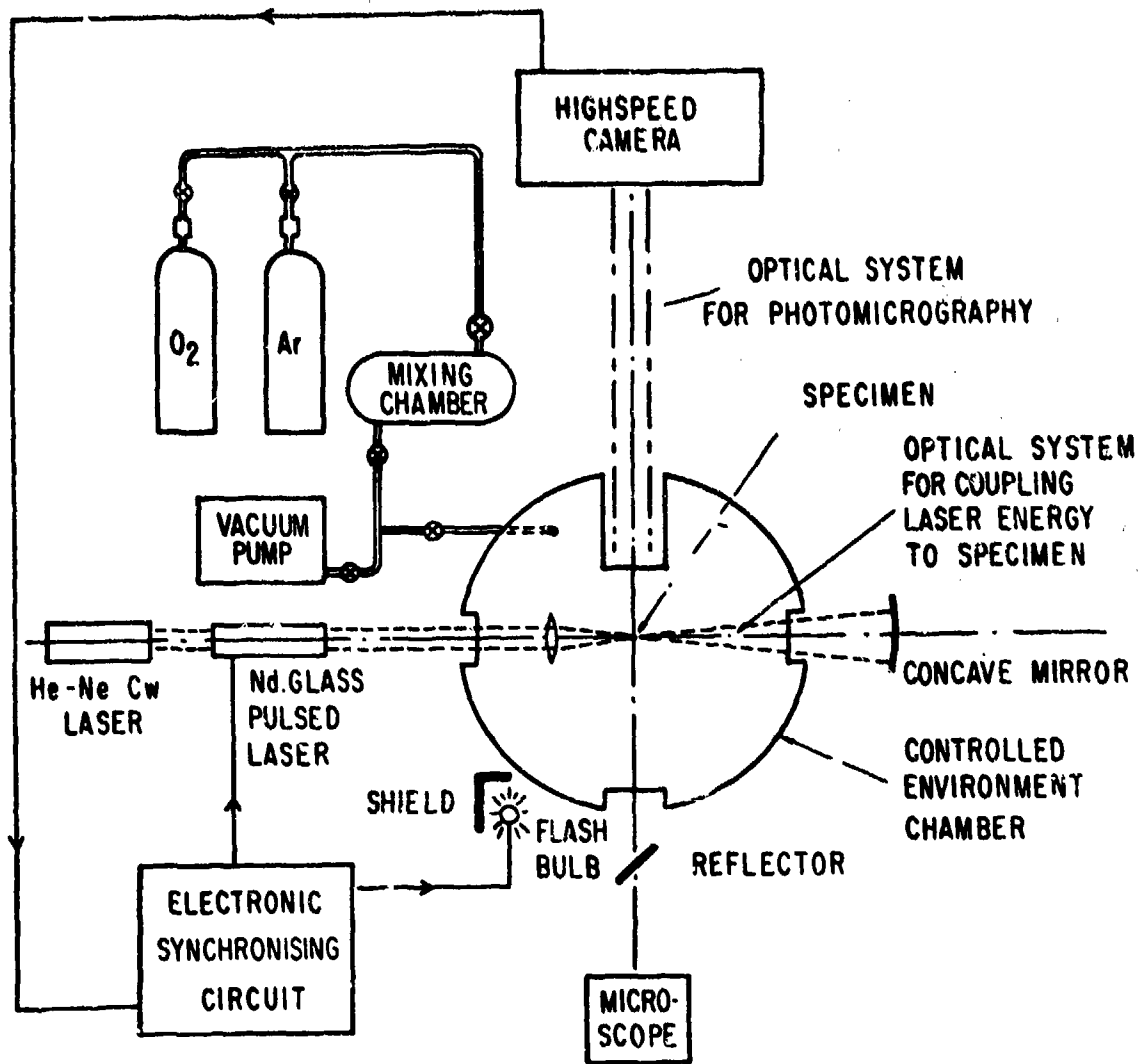 HIGHSPEED
CAMERA
OPTICAL SYSTEM
FOR PHOTOMICROGRAPHY
O2
Ar
MIXING
CHAMBER
SPECIMEN
OPTICAL SYSTEM
FOR COUPLING
LASER ENERGY
TO SPECIMEN
VACUUM
PUMP
He-Ne Cw
LASER
Nd.GLASS
PULSED
LASER
CONCAVE MIRROR
CONTROLLED
ENVIRONMENT
CHAMBER
SHIELD
FLASH
BULB
REFLECTOR
ELECTRONIC
SYNCHRONISING
CIRCUIT
MICRO-
SCOPE